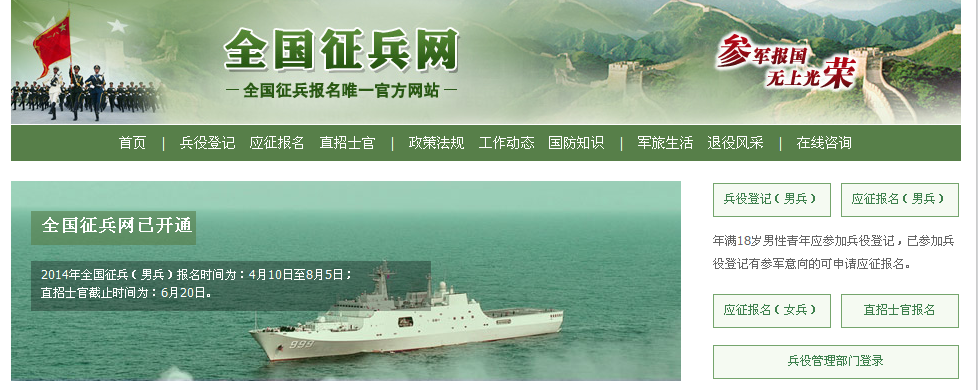 全国征兵网
全国征兵报名唯一官方网站
参军报国
无上光荣
首页 | 兵役登记 应征报名 直招士官 | 政策法规 工作动态 国防知识 | 军旅生活 退役风采 | 在线咨询
全国征兵网已开通
2014年全国征兵（男兵）报名时间为：4月10日至8月5日；
直招士官截止时间为：6月20日。
999
兵役登记（男兵） 应征报名（男兵）
年满18岁男性青年应参加兵役登记，已参加兵
役登记有参军意向的可申请应征报名。
应征报名（女兵） 直招士官报名
兵役管理部门登录